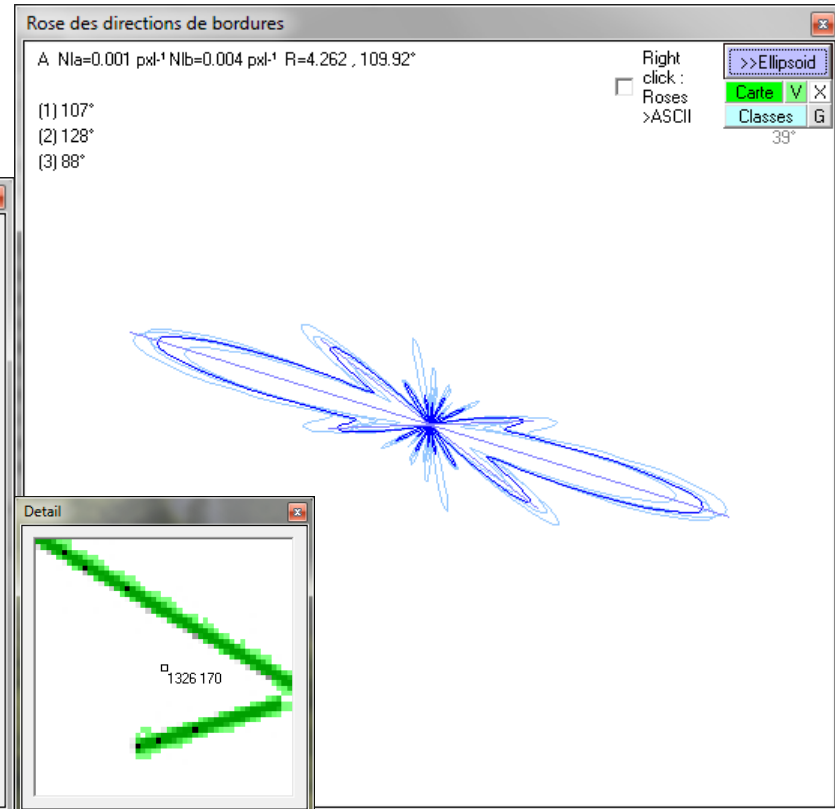 Rose des directions de bordures
A NIa=0.001 pxl-¹ NIb=0.004 pxl-¹ R=4.262 , 109.92°
(1) 107°
(2) 128°
(3) 88°
Right
click :
Roses
>ASCII
>>Ellipsoid
Carte V X
Classes G
39°
Detail
1326 170